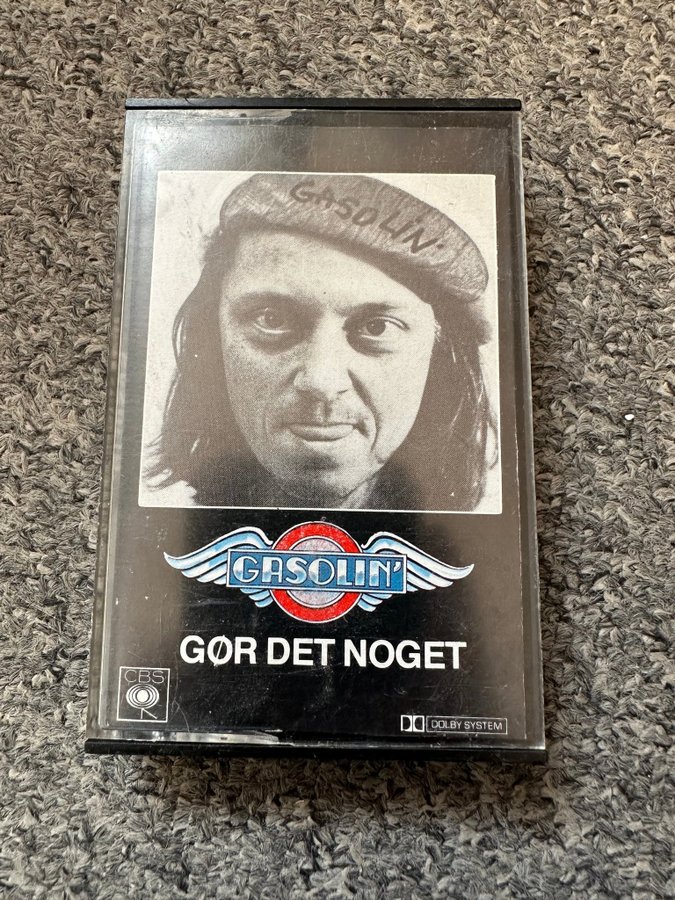 GASOLIN'
GASOLIN'
GØR DET NOGET
CBS
DOLBY SYSTEM